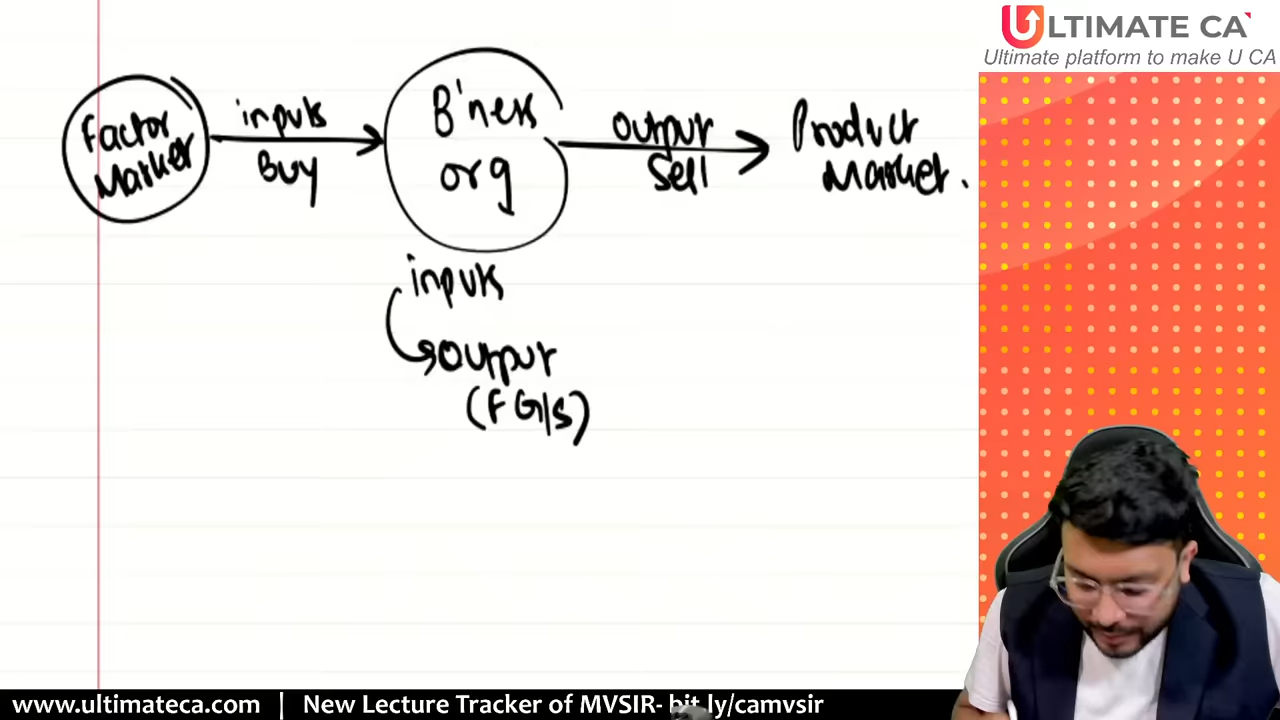 ULTIMATE CA
Ultimate platform to make U CA
Factor
Market
inputs
Buy
B'ness
org
output
Sell
Product
Market.
inputs
output
(F G/S)
www.ultimateca.com | New Lecture Tracker of MVSIR- bit.ly/camvsir